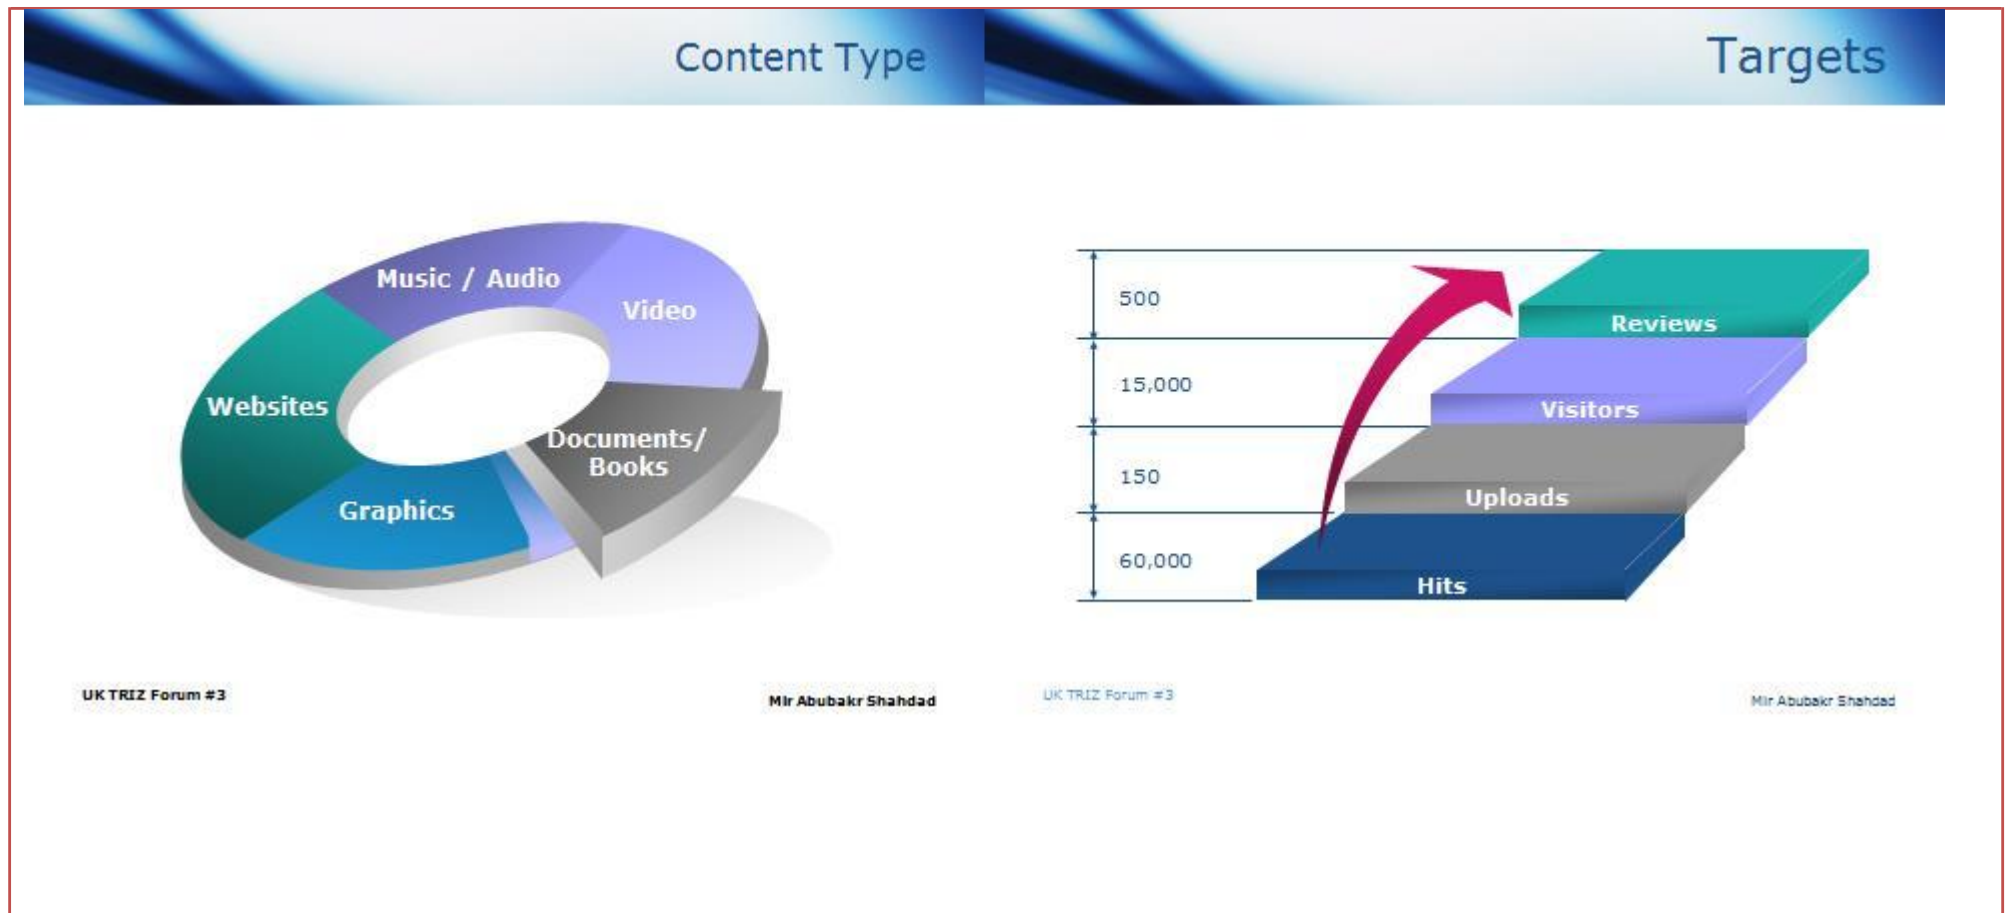 Content Type
Music / Audio
Video
Websites
Documents/
Books
Graphics
UK TRIZ Forum #3
Mir Abubakr Shahdad
Targets
500
Reviews
15,000
Visitors
150
Uploads
60,000
Hits
UK TRIZ Forum #3
Mir Abubakr Shahdad